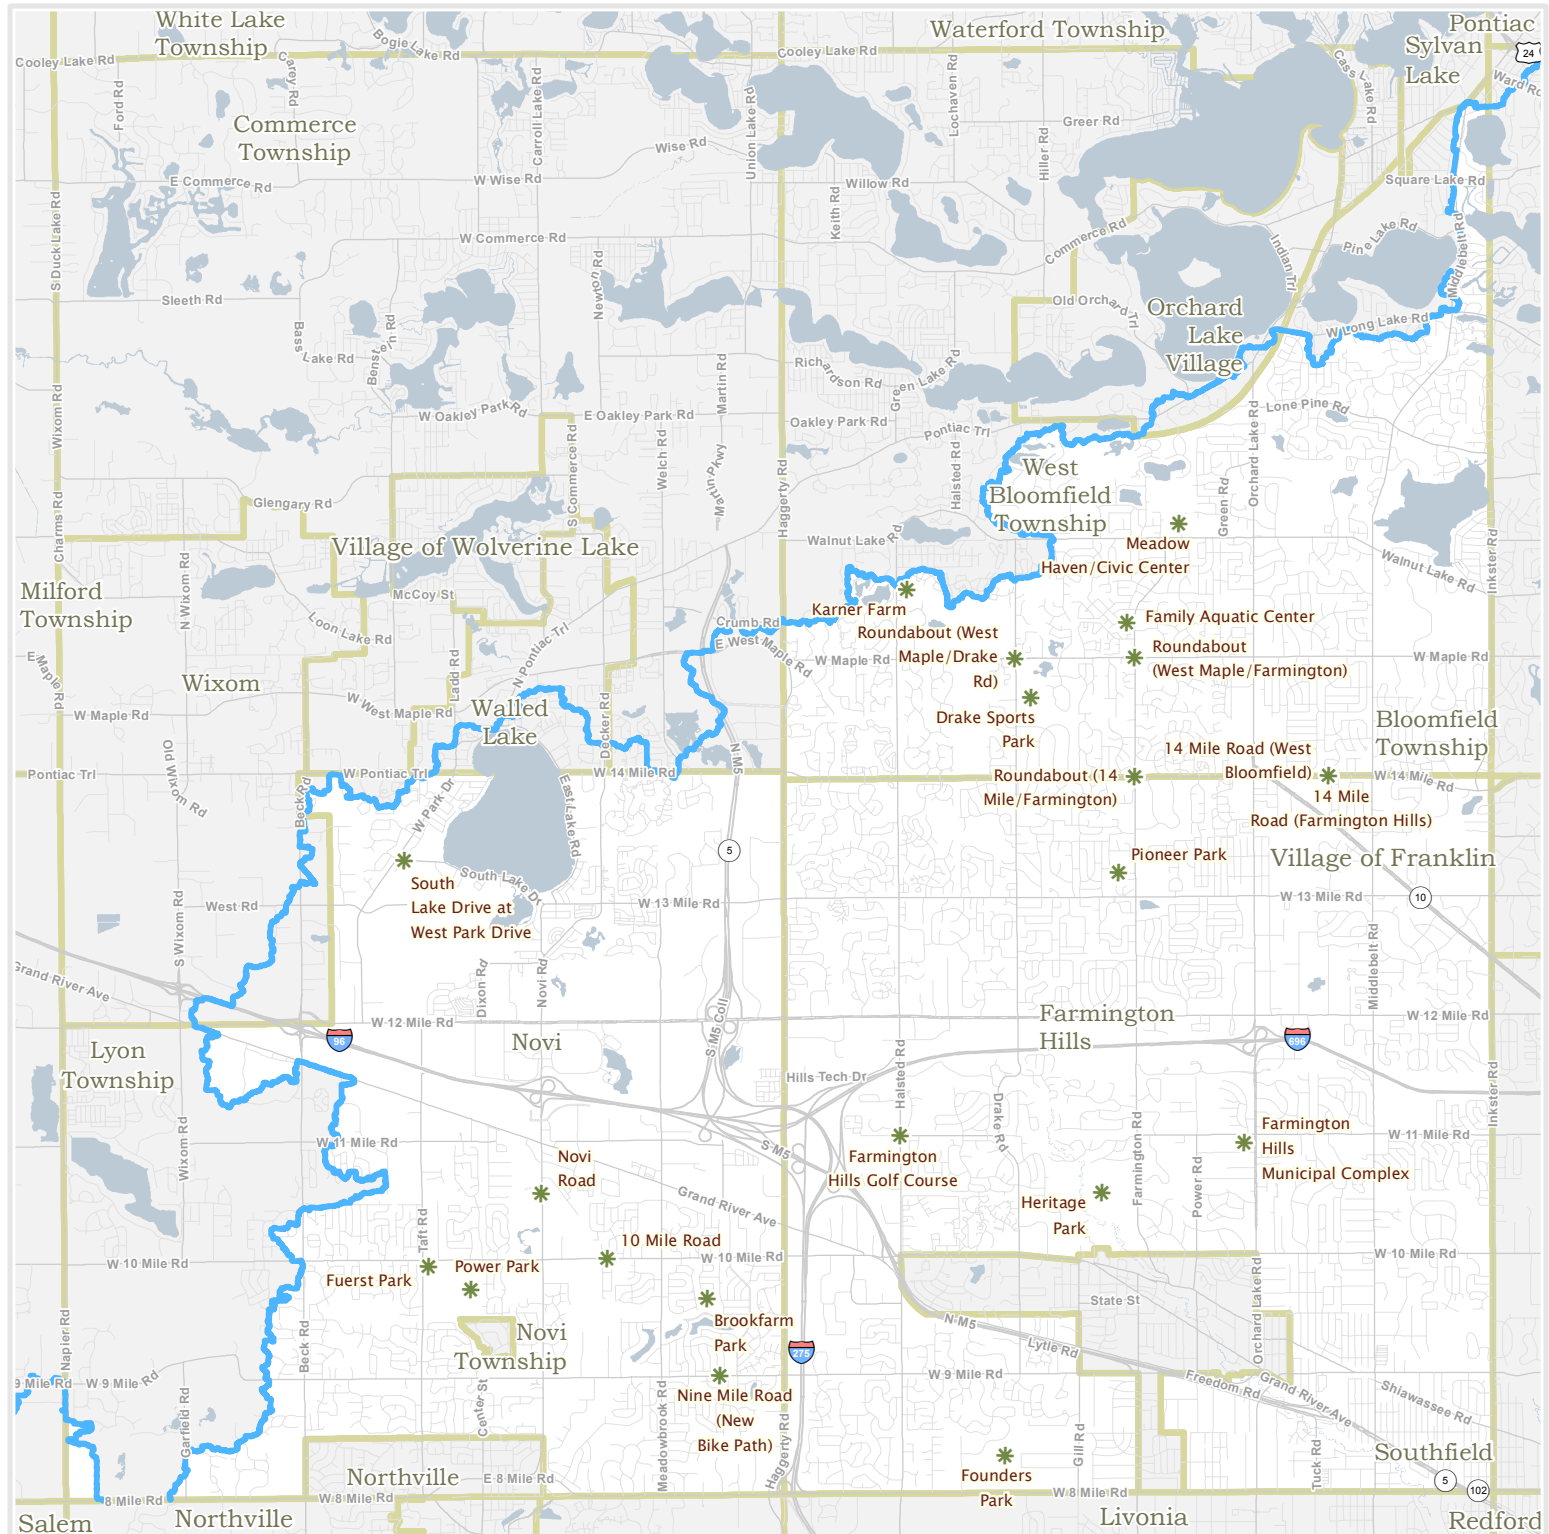 White Lake
Township
Waterford Township
Pontiac
Sylvan
Lake
24
Cooley Lake Rd
Bogie Lake Rd
Cooley Lake Rd
Ward Rd
Ford Rd
Carey Rd
Carroll Lake Rd
Union Lake Rd
Lochaven Rd
Cass Lake Rd
Commerce
Township
Greer Rd
Hiller Rd
Wise Rd
E Commerce Rd
W Wise Rd
Willow Rd
Square Lake Rd
Keith Rd
S Duck Lake Rd
W Commerce Rd
Commerce Rd
Indian Trl
Pine Lake Rd
Middlebelt Rd
Newton Rd
Sleeth Rd
Old Orchard Trl
Orchard
Lake
Village
W Long Lake Rd
Bass
Lake Rd
Benstein Rd
Martin Rd
Richardson Rd
Green Lake Rd
Wixom Rd
W Oakley Park Rd
E Oakley Park Rd
Oakley Park Rd
Pontiac Trl
Lone Pine Rd
Orchard Lake Rd
S Commerce Rd
Welch Rd
Martin Pkwy
Haggerty Rd
Halsted Rd
West
Bloomfield
Township
Green Rd
Glengary Rd
Charms Rd
Village of Wolverine Lake
Walnut Lake Rd
Meadow
Haven/Civic Center
Walnut Lake Rd
Inkster Rd
Milford
Township
N Wixom Rd
McCoy St
Loon Lake Rd
N Pontiac Trl
Ladd Rd
Karner Farm
Crumb Rd
E West Maple Rd
Family Aquatic Center
Roundabout (West
Maple/Drake
Rd)
Roundabout
(West Maple/Farmington)
E Maple Rd
W Maple Rd
W Maple Rd
Wixom
W West Maple Rd
W Maple Rd
Walled
Lake
Decker Rd
Drake Sports
Park
Bloomfield
Township
Old Wixom Rd
N M5
Pontiac Trl
W Pontiac Trl
W 14 Mile Rd
Roundabout (14
Mile/Farmington)
14 Mile Road (West
Bloomfield)
W 14 Mile Rd
14 Mile
Road (Farmington Hills)
Beck Rd
W Park Dr
East Lake Rd
5
South
Lake Drive at
West Park Drive
South Lake Dr
Pioneer Park
Village of Franklin
West Rd
W 13 Mile Rd
W 13 Mile Rd
10
S Wixom Rd
Grand River Ave
Dixon Rd
Novi Rd
Middlebelt Rd
S M5 Coll
W 12 Mile Rd
Farmington
Hills
W 12 Mile Rd
96
Novi
696
Lyon
Township
Hills Tech Dr
Halsted Rd
Drake Rd
Inkster Rd
Wixom Rd
W 11 Mile Rd
S M5
Farmington
Hills Golf Course
Farmington Rd
Power Rd
Farmington
Hills
Municipal Complex
W 11 Mile Rd
Novi
Road
Grand River Ave
Heritage
Park
Taft Rd
10 Mile Road
W 10 Mile Rd
W 10 Mile Rd
W 10 Mile Rd
Fuerst Park
Power Park
Brookfarm
Park
State St
N M5
Orchard Lake Rd
Napier Rd
Beck Rd
Novi
Township
275
Lytle Rd
9 Mile Rd
W 9 Mile Rd
W 9 Mile Rd
Freedom Rd
Grand River Ave
Shiawassee Rd
Garfield Rd
Center St
Meadowbrook Rd
Nine Mile Road
(New
Bike Path)
Haggerty Rd
Gill Rd
Tuck Rd
Southfield
Northville
E 8 Mile Rd
Founders
Park
5
102
8 Mile Rd
W 8 Mile Rd
W 8 Mile Rd
Salem
Northville
Livonia
Redford